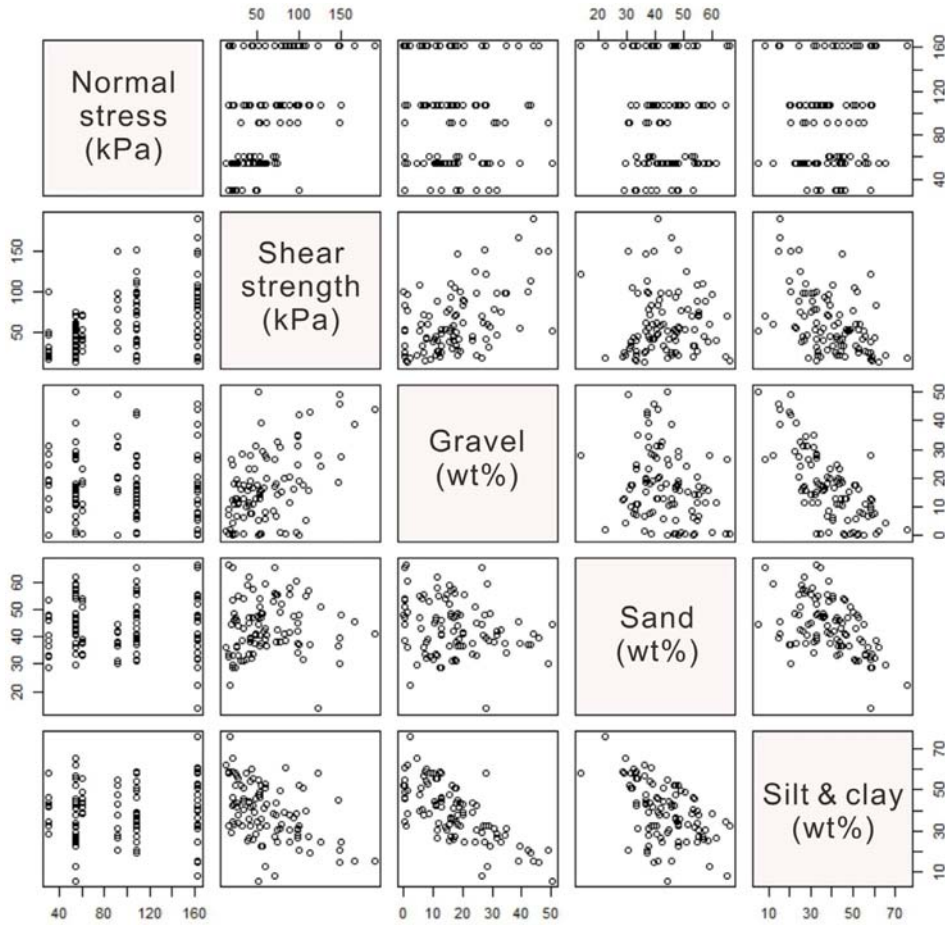 50 100 150
20 30 40 50 60
Normal
stress
(kPa)
40 80 120 160
Shear
strength
(kPa)
50 100 150
Gravel
(wt%)
0 10 20 30 40 50
Sand
(wt%)
20 30 40 50 60
Silt & clay
(wt%)
10 30 50 70
40 80 120 160
0 10 20 30 40 50
10 30 50 70